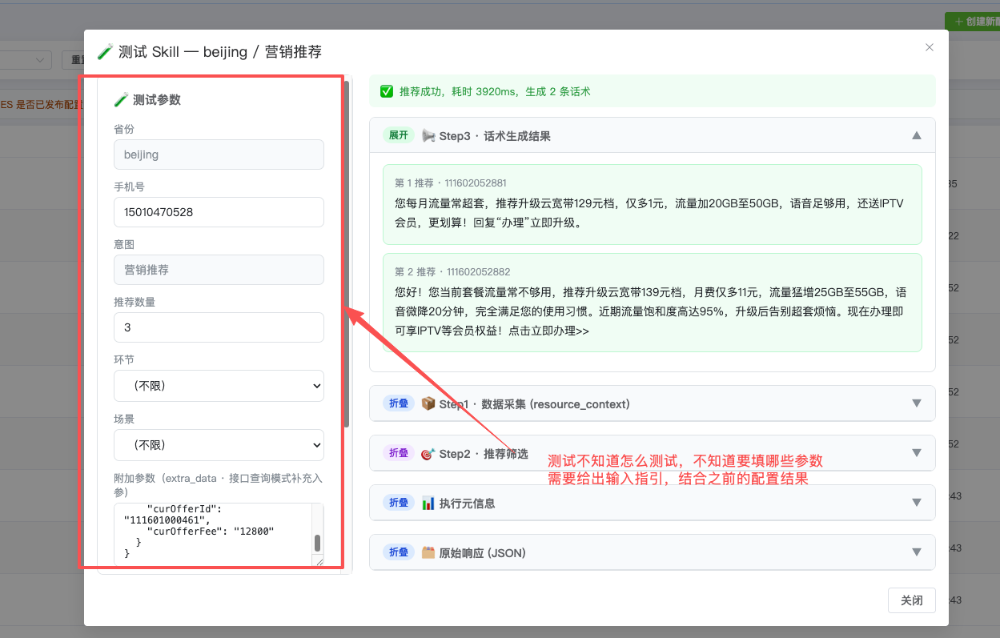 + 创建新
重
ES 是否已发布配置
测试 Skill — beijing / 营销推荐
×
测试参数
省份
beijing
手机号
15010470528
意图
营销推荐
推荐数量
3
环节
(不限)
场景
(不限)
附加参数（extra_data · 接口查询模式补充入
参）
"curOfferId":
"111601000461",
"curOfferFee": "12800"
}
}
推荐成功，耗时 3920ms，生成 2 条话术
展开 Step3 · 话术生成结果 ▲
第 1 推荐 · 111602052881
您每月流量常超套，推荐升级云宽带129元档，仅多1元，流量加20GB至50GB，语音足够用，还送IPTV
会员，更划算！回复“办理”立即升级。
第 2 推荐 · 111602052882
您好！您当前套餐流量常不够用，推荐升级云宽带139元档，月费仅多11元，流量猛增25GB至55GB，语
音微降20分钟，完全满足您的使用习惯。近期流量饱和度高达95%，升级后告别超套烦恼。现在办理即
可享IPTV等会员权益！点击立即办理>>
折叠 Step1 · 数据采集 (resource_context) ▼
折叠 Step2 · 推荐筛选 ▼
测试不知道怎么测试，不知道要填哪些参数
需要给出输入指引，结合之前的配置结果
折叠 执行元信息 ▼
折叠 原始响应 (JSON) ▼
关闭
35
22
52
52
52
52
:43
:43
:43